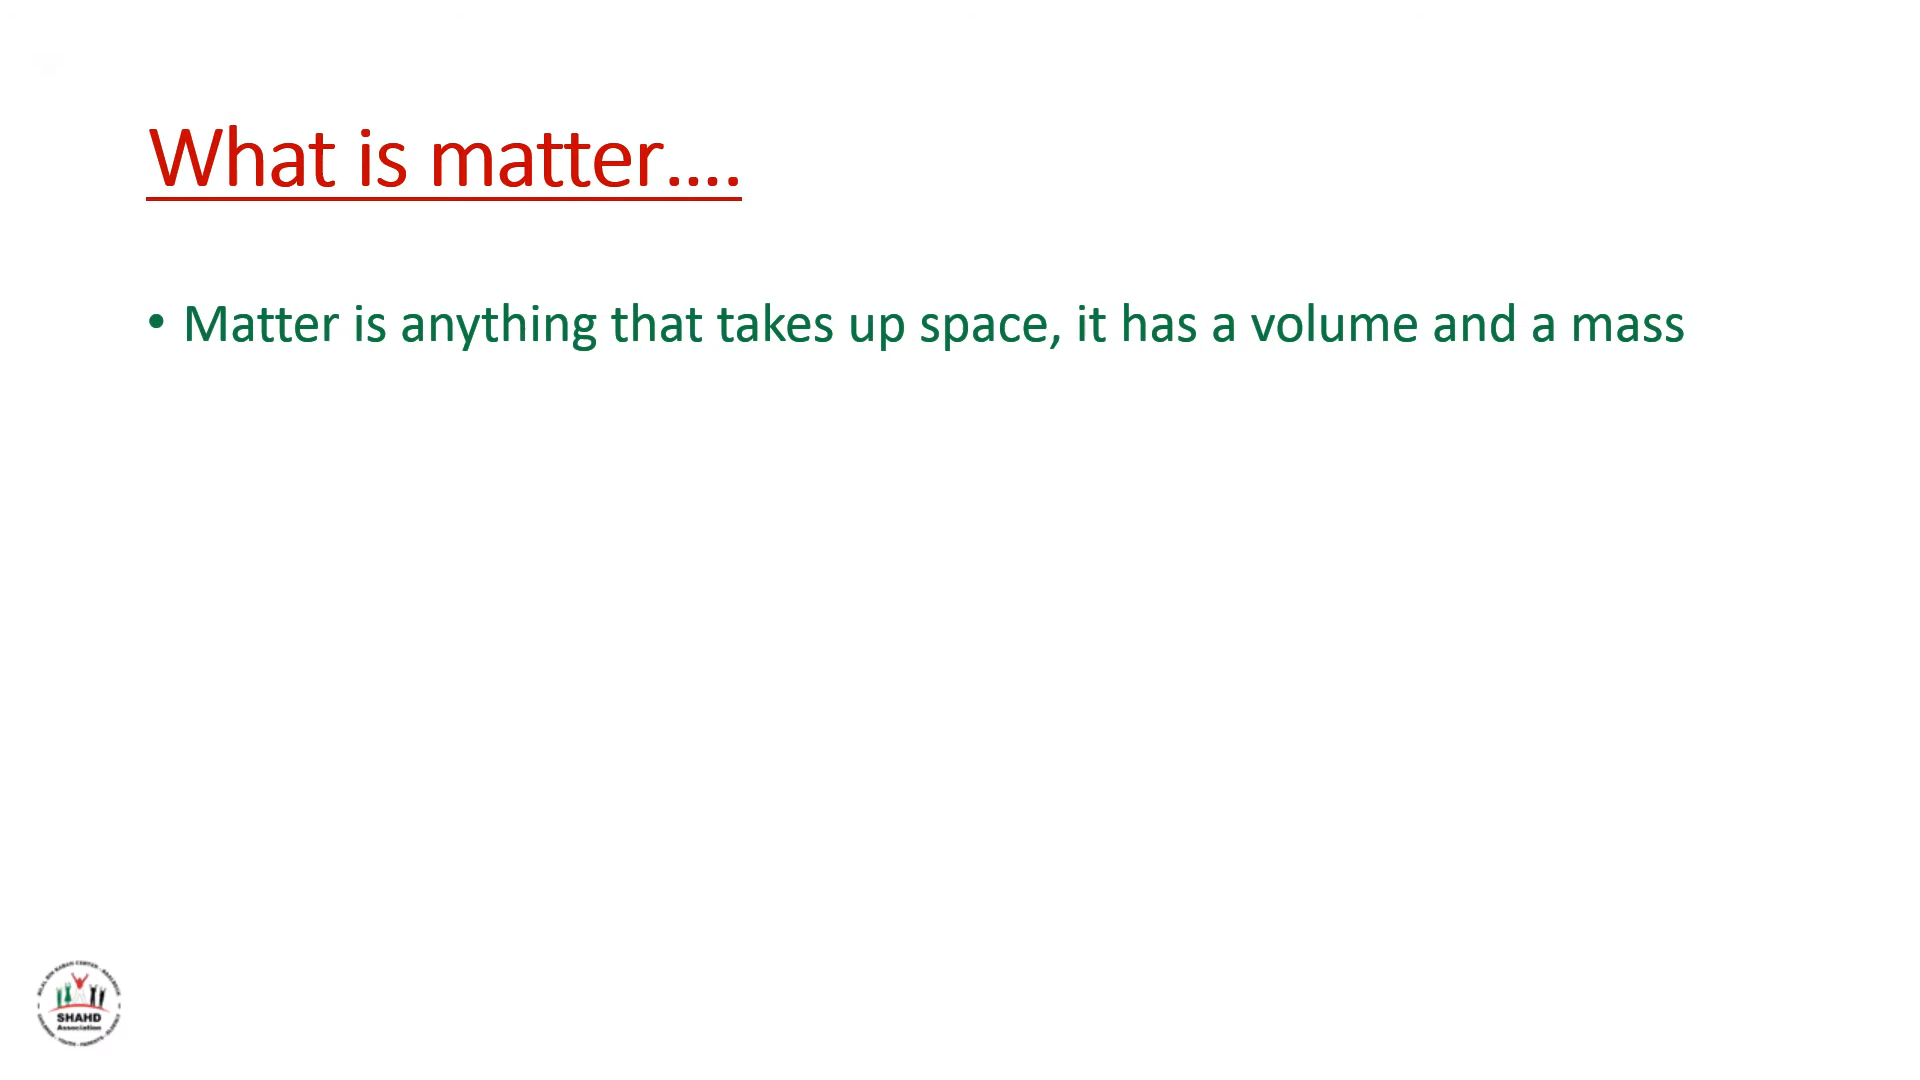 What is matter....
• Matter is anything that takes up space, it has a volume and a mass
SHAHD
Association